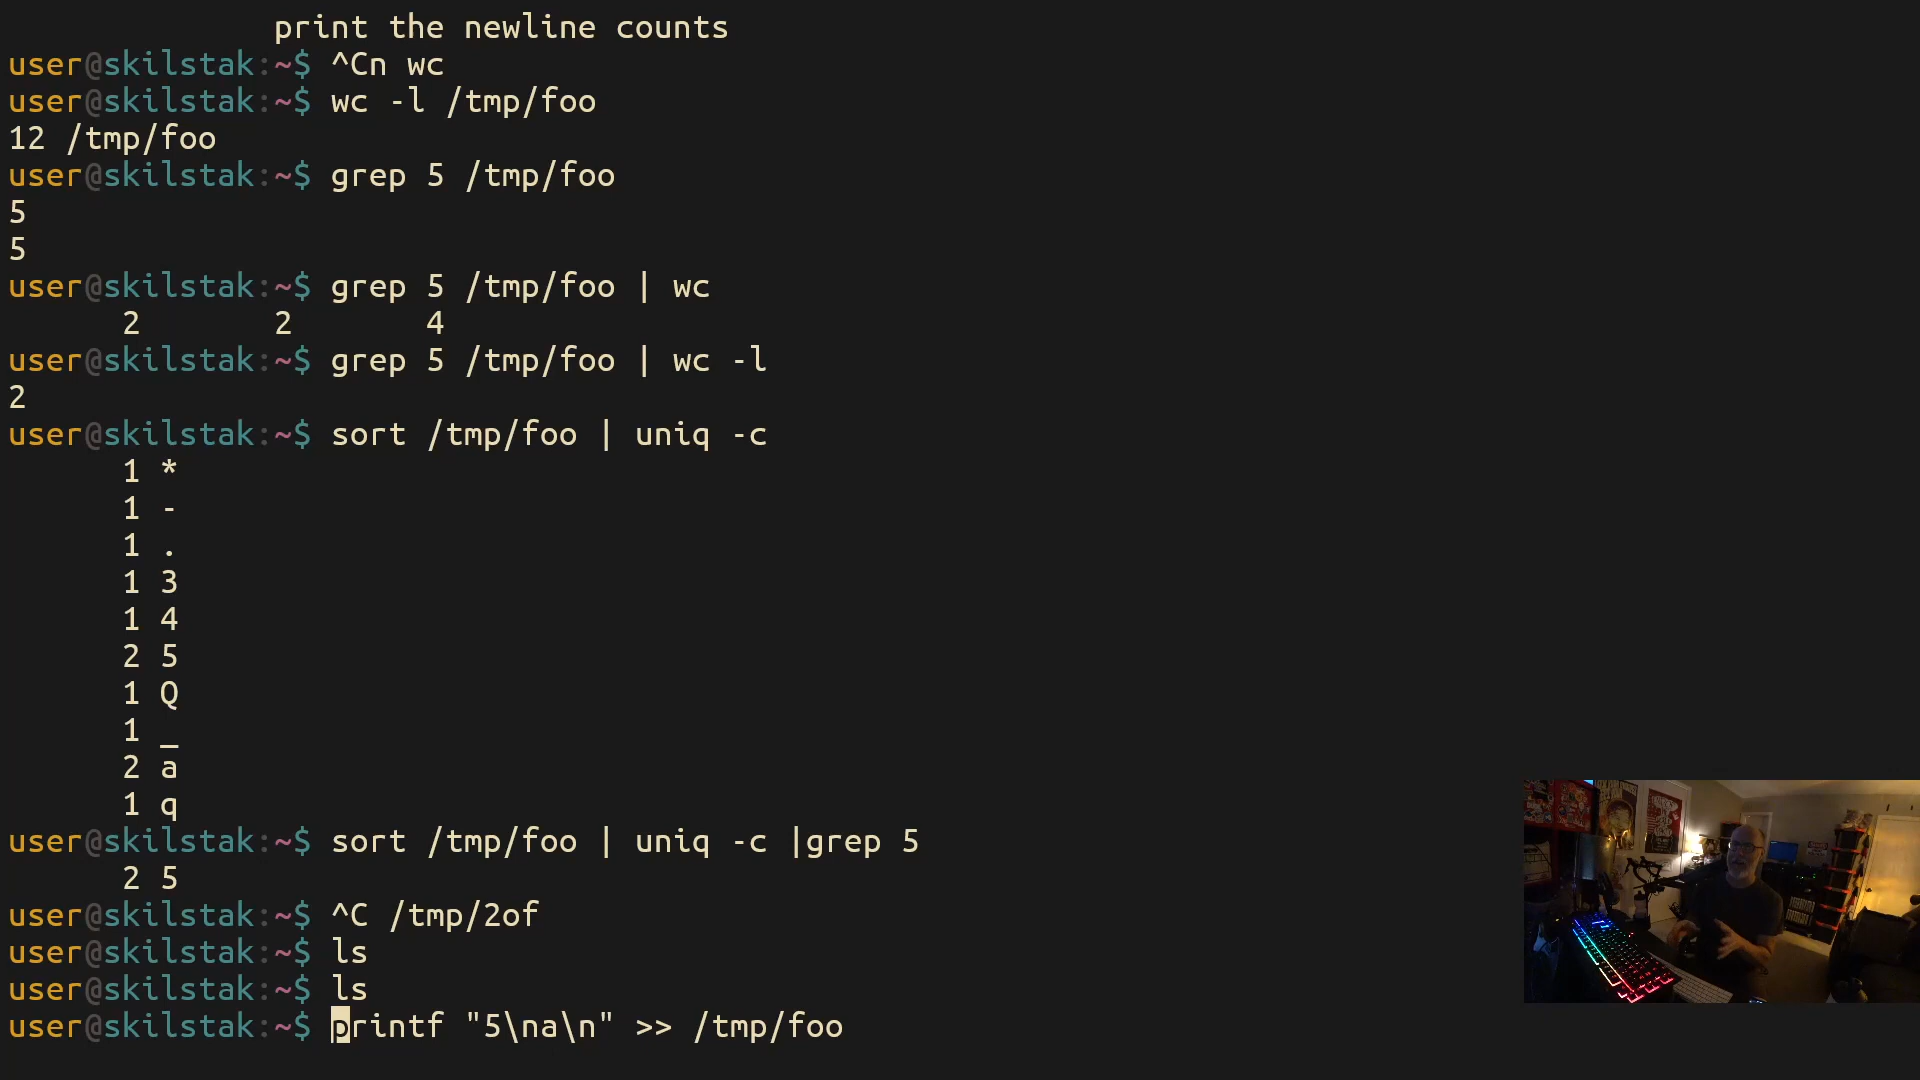 print the newline counts
user@skilstak:~$ ^Cn wc
user@skilstak:~$ wc -l /tmp/foo
12 /tmp/foo
user@skilstak:~$ grep 5 /tmp/foo
5
5
user@skilstak:~$ grep 5 /tmp/foo | wc
      2       2       4
user@skilstak:~$ grep 5 /tmp/foo | wc -l
2
user@skilstak:~$ sort /tmp/foo | uniq -c
      1 *
      1 -
      1 .
      1 3
      1 4
      2 5
      1 Q
      1 _
      2 a
      1 q
user@skilstak:~$ sort /tmp/foo | uniq -c |grep 5
      2 5
user@skilstak:~$ ^C /tmp/2of
user@skilstak:~$ ls
user@skilstak:~$ ls
user@skilstak:~$ printf "5\na\n" >> /tmp/foo